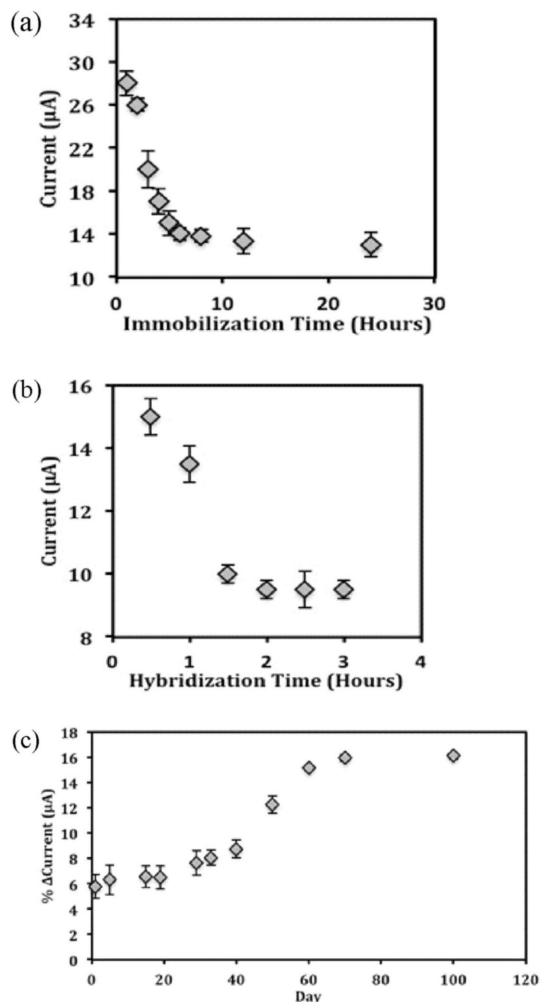 (a)
34
30
26
22
18
14
10
Current (μA)
0 10 20 30
Immobilization Time (Hours)
(b)
16
14
12
10
8
Current (μA)
0 1 2 3 4
Hybridization Time (Hours)
(c)
18
16
14
12
10
8
6
4
2
0
% ΔCurrent (μA)
0 20 40 60 80 100 120
Day